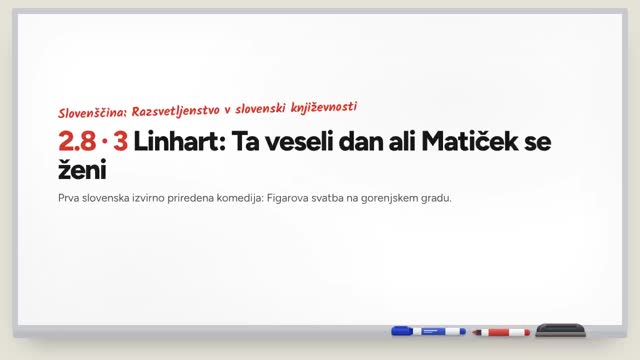 Slovenščina: Razsvetljenstvo v slovenski književnosti
2.8 · 3 Linhart: Ta veseli dan ali Matiček se
ženi
Prva slovenska izvirno prirejena komedija: Figarova svatba na gorenjskem gradu.